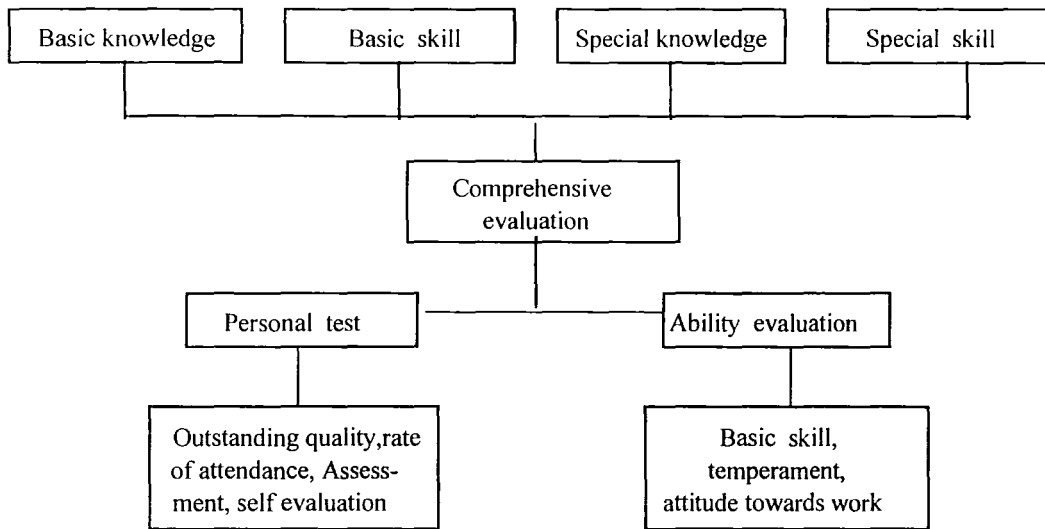 Basic knowledge
Basic skill
Special knowledge
Special skill
Comprehensive
evaluation
Personal test
Ability evaluation
Outstanding quality,rate
of attendance, Assess-
ment, self evaluation
Basic skill,
temperament,
attitude towards work